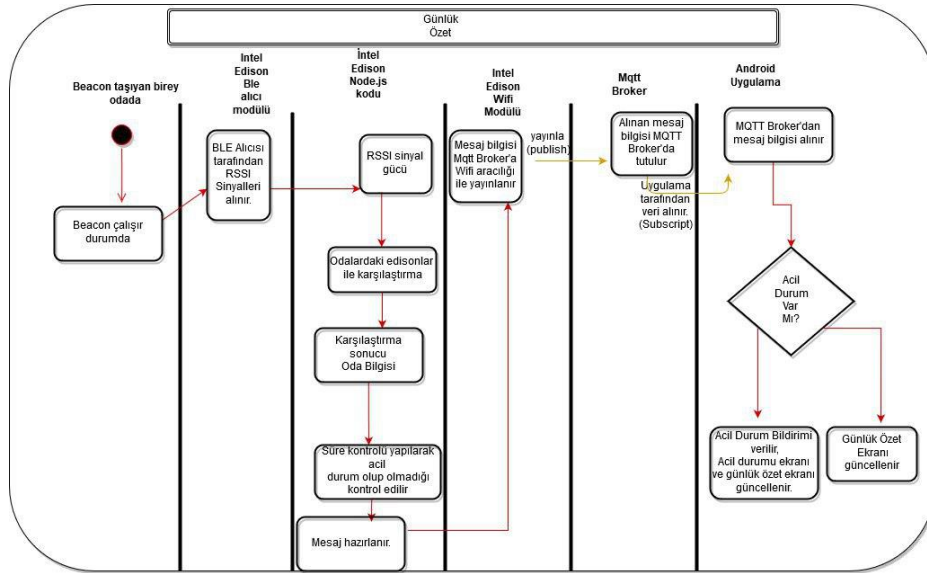 Günlük
Özet
Beacon taşıyan birey
odada
Intel
Edison
Ble
alıcı
modülü
İntel
Edison
Node.js
kodu
Intel
Edison
Wifi
Modülü
Mqtt
Broker
Android
Uygulama
Beacon çalışır
durumda
BLE Alıcısı
tarafından
RSSI
Sinyalleri
alınır.
RSSI sinyal
gücü
Odalardaki edisonlar
ile karşılaştırma
Karşılaştırma
sonucu
Oda Bilgisi
Süre kontrolü yapılarak
acil
durum olup olmadığı
kontrol edilir
Mesaj hazırlanır.
Mesaj bilgisi
Mqtt Broker'a
Wifi aracılığı
ile yayınlanır
yayınla
(publish)
Alınan mesaj
bilgisi MQTT
Broker'da
tutulur
Uygulama
tarafından
veri alınır.
(Subscript)
MQTT Broker'dan
mesaj bilgisi alınır
Acil
Durum
Var
Mı?
Acil Durum Bildirimi
verilir,
Acil durumu ekranı
ve günlük özet ekranı
güncellenir.
Günlük Özet
Ekranı
güncellenir